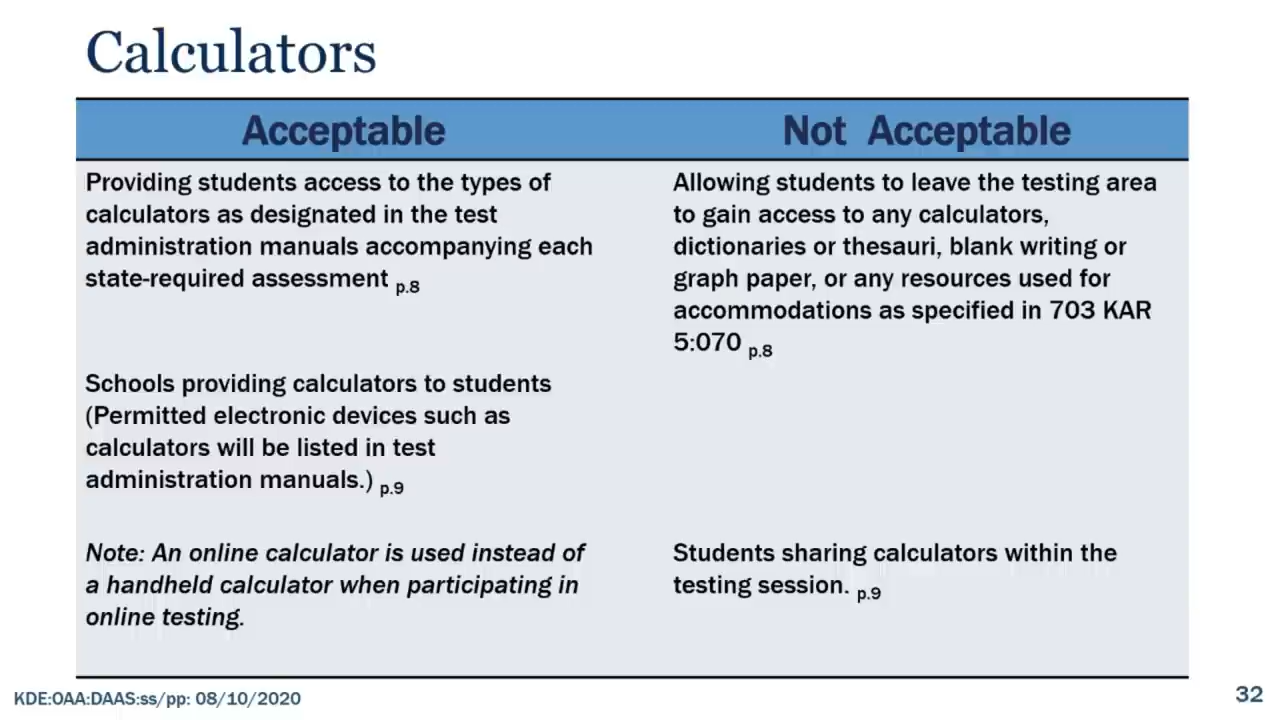 Calculators
Acceptable
Not Acceptable
Providing students access to the types of
calculators as designated in the test
administration manuals accompanying each
state-required assessment p.8
Allowing students to leave the testing area
to gain access to any calculators,
dictionaries or thesauri, blank writing or
graph paper, or any resources used for
accommodations as specified in 703 KAR
5:070 p.8
Schools providing calculators to students
(Permitted electronic devices such as
calculators will be listed in test
administration manuals.) p.9
Note: An online calculator is used instead of
a handheld calculator when participating in
online testing.
Students sharing calculators within the
testing session. p.9
KDE:OAA:DAAS:ss/pp: 08/10/2020
32